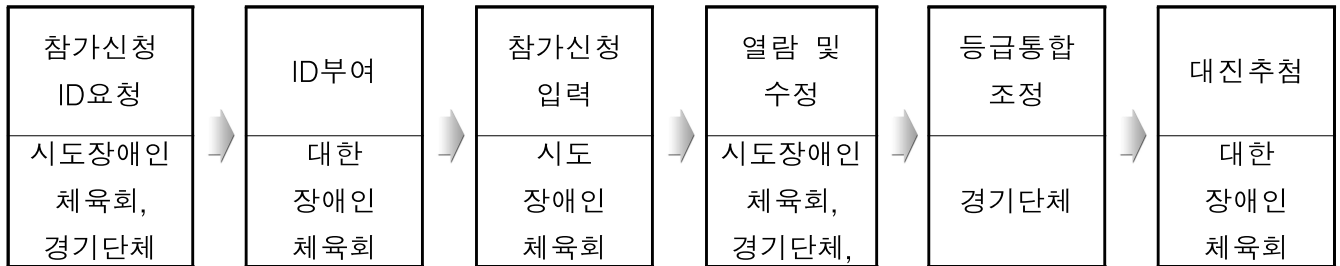 참가신청
ID요청
시도장애인
체육회,
경기단체
ID부여
대한
장애인
체육회
참가신청
입력
시도
장애인
체육회
열람 및
수정
시도장애인
체육회,
경기단체,
등급통합
조정
경기단체
대진추첨
대한
장애인
체육회